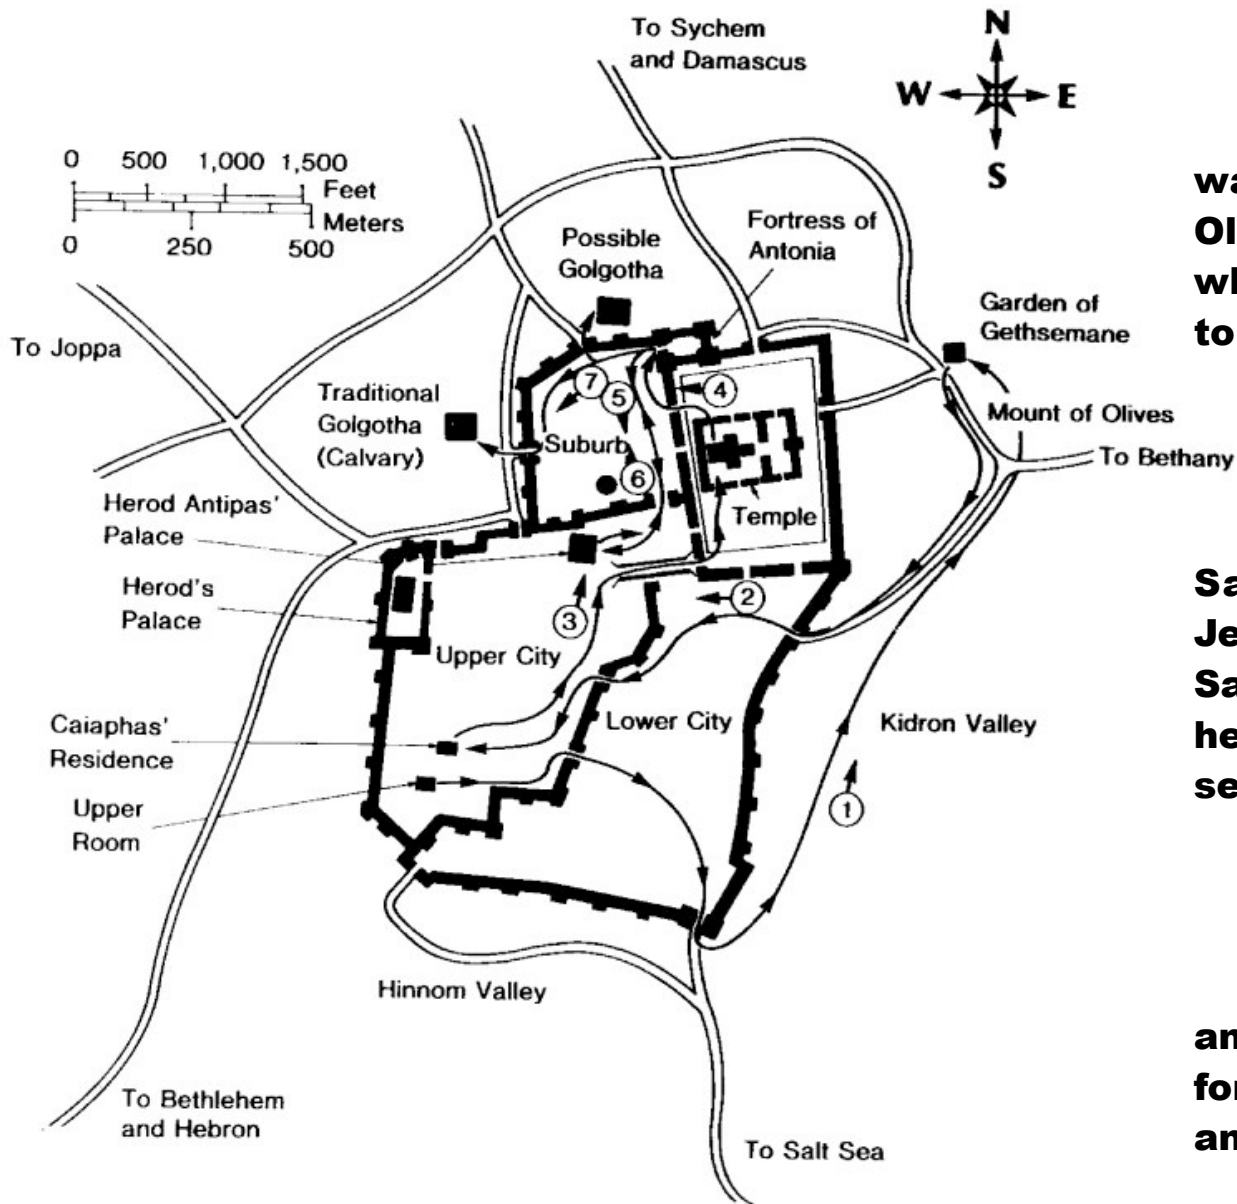 To Sychem
and Damascus
N
W E
S
0 500 1,000 1,500
Feet
Meters
0 250 500
Possible
Golgotha
Fortress of
Antonia
Garden of
Gethsemane
To Joppa
Traditional
Golgotha
(Calvary)
7
5
4
Suburb
6
Mount of Olives
To Bethany
Herod Antipas'
Palace
Temple
Herod's
Palace
3
2
Upper City
Lower City
Kidron Valley
Caiaphas'
Residence
Upper
Room
1
Hinnom Valley
To Bethlehem
and Hebron
To Salt Sea
to
he
for